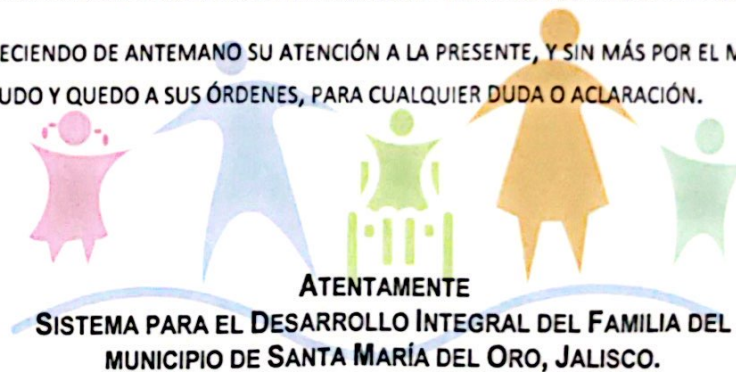 ECIENDO DE ANTEMANO SU ATENCIÓN A LA PRESENTE, Y SIN MÁS POR EL M
UDO Y QUEDO A SUS ÓRDENES, PARA CUALQUIER DUDA O ACLARACIÓN.
ATENTAMENTE
SISTEMA PARA EL DESARROLLO INTEGRAL DEL FAMILIA DEL
MUNICIPIO DE SANTA MARÍA DEL ORO, JALISCO.